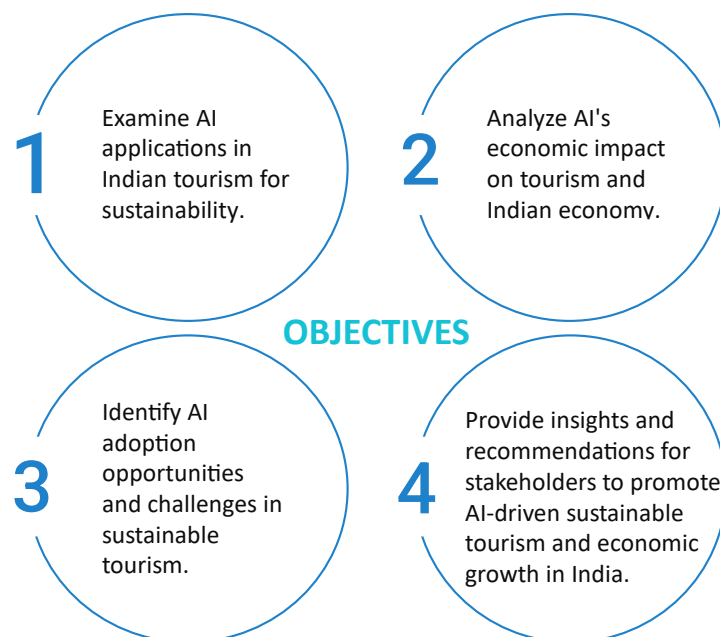 1
Examine AI
applications in
Indian tourism for
sustainability.
2
Analyze AI's
economic impact
on tourism and
Indian economy.
OBJECTIVES
3
Identify AI
adoption
opportunities
and challenges in
sustainable
tourism.
4
Provide insights and
recommendations for
stakeholders to promote
AI-driven sustainable
tourism and economic
growth in India.